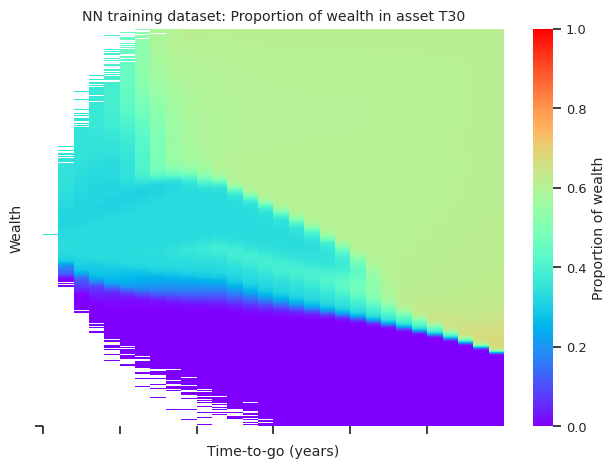 NN training dataset: Proportion of wealth in asset T30
Wealth
Time-to-go (years)
1.0
0.8
0.6
0.4
0.2
0.0
Proportion of wealth